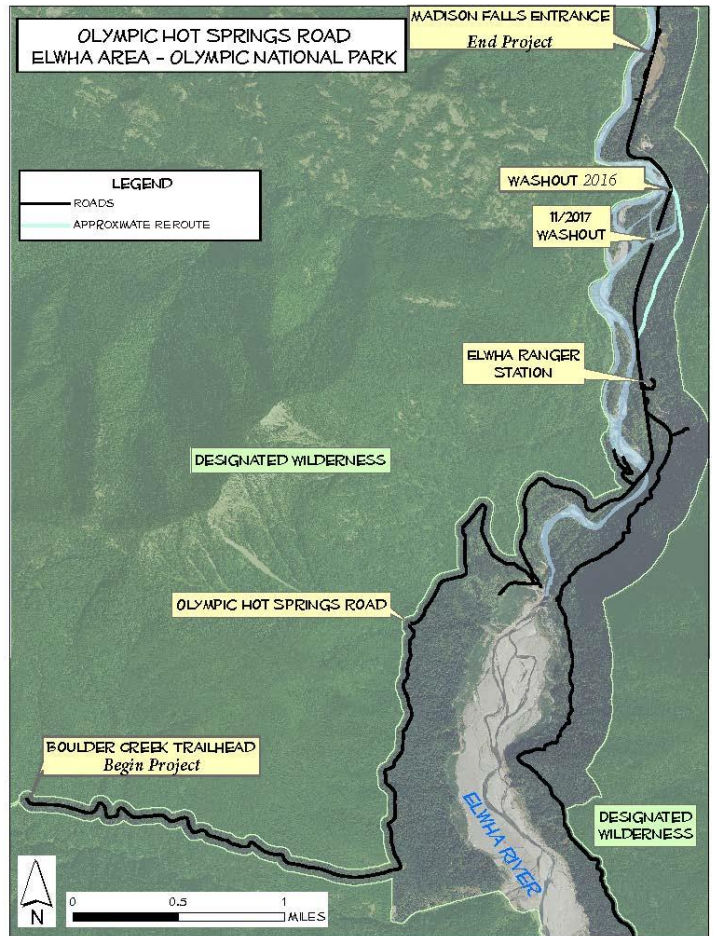 OLYMPIC HOT SPRINGS ROAD
ELWHA AREA - OLYMPIC NATIONAL PARK
MADISON FALLS ENTRANCE
End Project
LEGEND
ROADS
APPROXMATE REROUTE
WASHOUT 2016
11/2017
WASHOUT
ELWHA RANGER
STATION
DESIGNATED WILDERNESS
OLYMPIC HOT SPRINGS ROAD
BOULDER CREEK TRAILHEAD
Begin Project
ELWHA RIVER
DESIGNATED
WILDERNESS
N
0 0.5 1
MILES